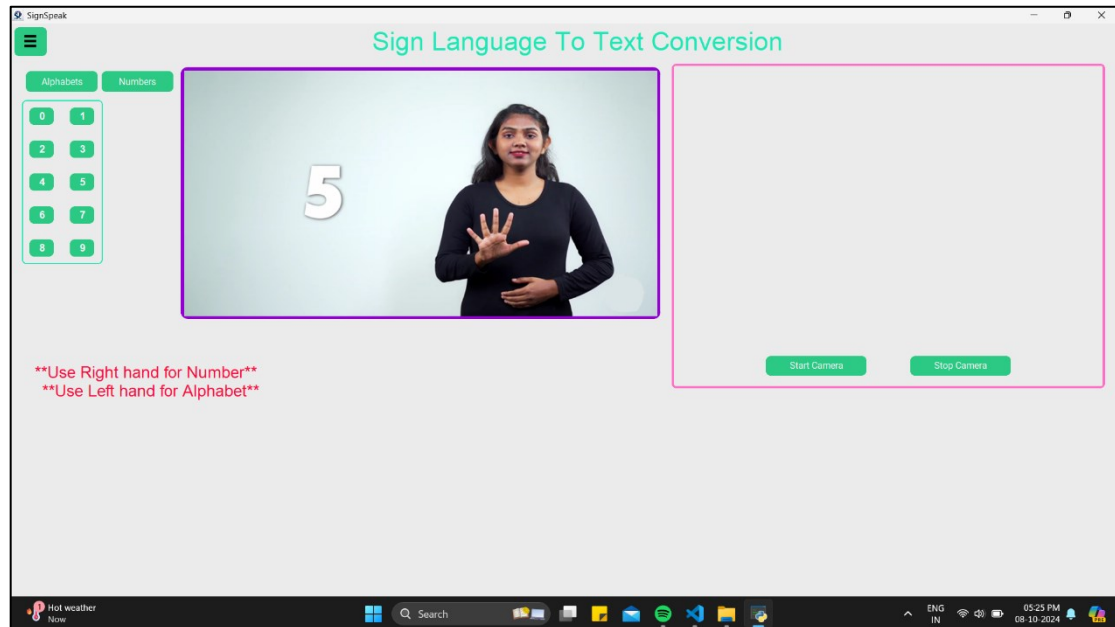 SignSpeak
Sign Language To Text Conversion
Alphabets Numbers
0 1
2 3
4 5
6 7
8 9
5
Start Camera Stop Camera
**Use Right hand for Number**
**Use Left hand for Alphabet**
Hot weather
Now
Search
ENG
IN
05:25 PM
08-10-2024
PRE